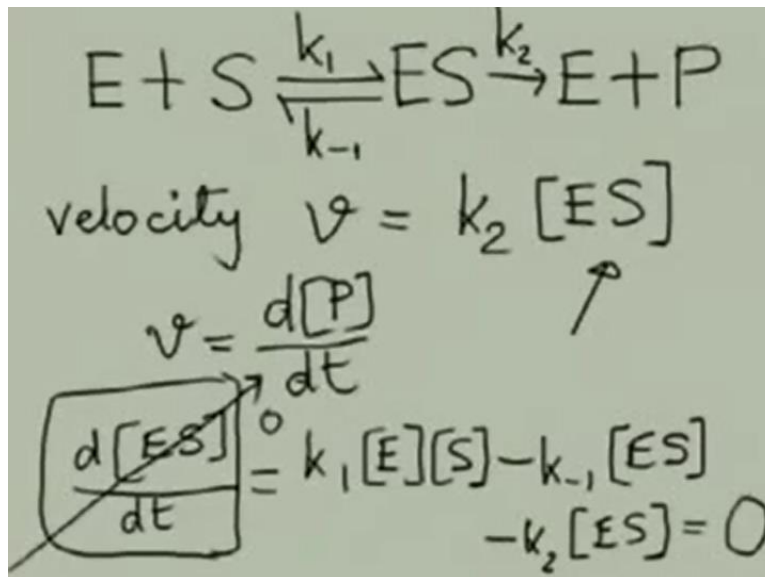 E + S ⇌ ES → E + P
k₁ k₋₁ k₂
velocity v = k₂ [ES]
v = d[P]/dt
d[ES]/dt → 0 = k₁[E][S] − k₋₁[ES]
− k₂[ES] = 0